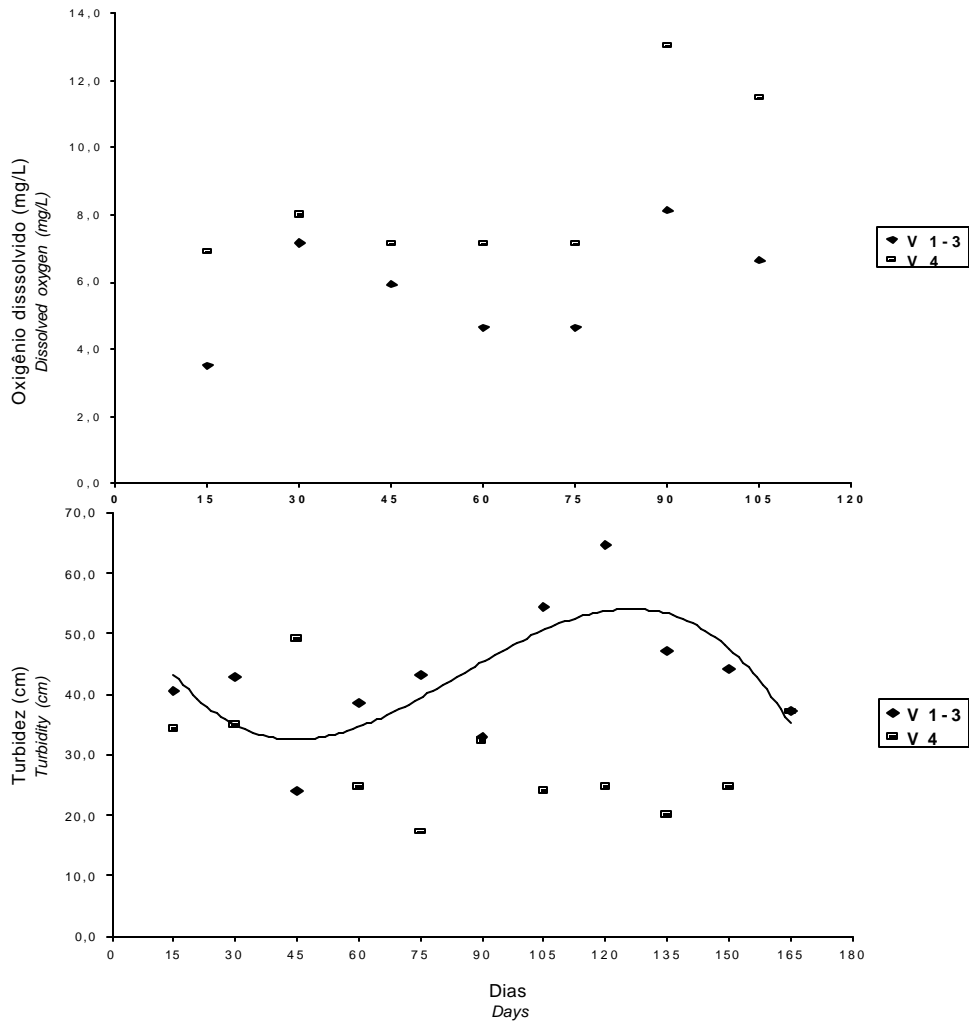 14,0
12,0
10,0
8,0
6,0
4,0
2,0
0,0
Oxigênio disssolvido (mg/L)
Dissolved oxygen (mg/L)
0 15 30 45 60 75 90 105 120
V 1 - 3
V 4
70,0
60,0
50,0
40,0
30,0
20,0
10,0
0,0
Turbidez (cm)
Turbidity (cm)
0 15 30 45 60 75 90 105 120 135 150 165 180
V 1 - 3
V 4
Dias
Days